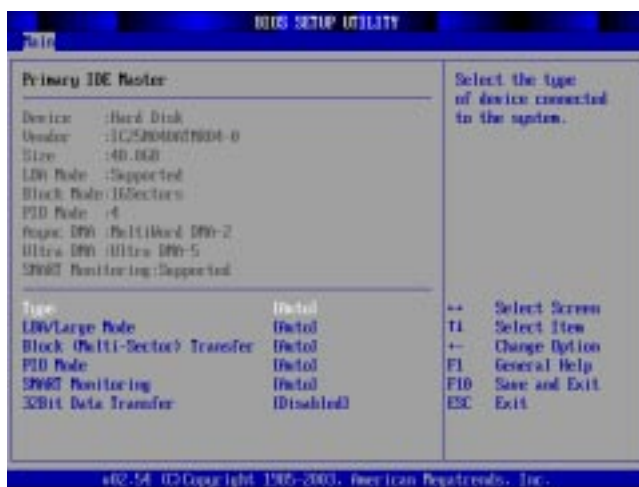 BIOS SETUP UTILITY
Main
Primary IDE Master
Device :Hard Disk
Vendor
Size :40.0GB
LBA Mode :Supported
Block Mode:16Sectors
PIO Mode :4
Async DMA :MultiWord DMA-2
Ultra DMA :Ultra DMA-5
SMART Monitoring:Supported
Type [Auto]
LBA/Large Mode [Auto]
Block (Multi-Sector) Transfer [Auto]
PIO Mode [Auto]
SMART Monitoring [Auto]
32Bit Data Transfer [Disabled]
Select the type
of device connected
to the system.
↔ Select Screen
↑↓ Select Item
+- Change Option
F1 General Help
F10 Save and Exit
ESC Exit
v02.54 (C)Copyright 1985-2003, American Megatrends, Inc.